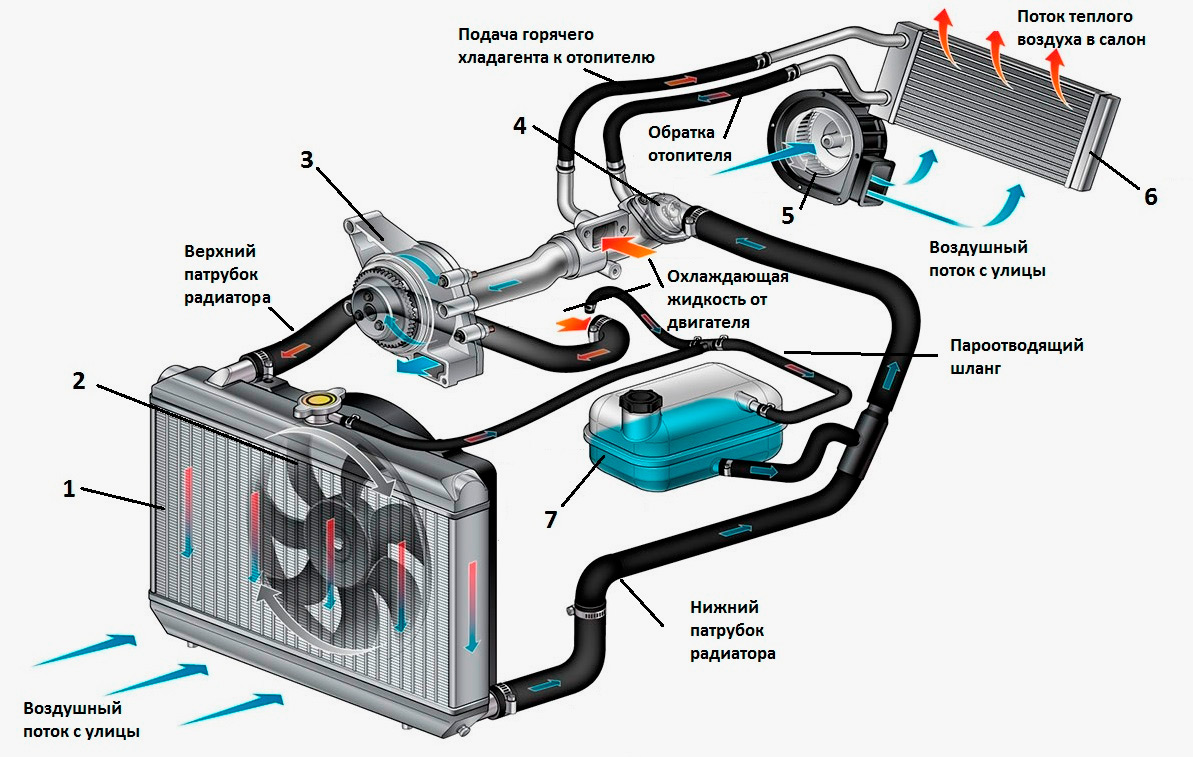 Поток теплого
воздуха в салон
Подача горячего
хладагента к отопителю
4
Обратка
отопителя
3
5
6
Верхний
патрубок
радиатора
Воздушный
поток с улицы
Охлаждающая
жидкость от
двигателя
Пароотводящий
шланг
2
1
7
Нижний
патрубок
радиатора
Воздушный
поток с улицы